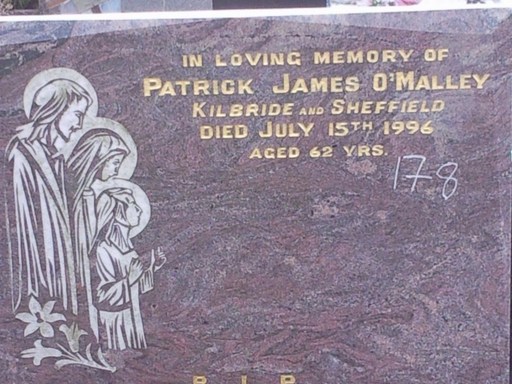 IN LOVING MEMORY OF
PATRICK JAMES O'MALLEY
KILBRIDE AND SHEFFIELD
DIED JULY 15TH 1996
AGED 62 YRS.
178
R.I.P.